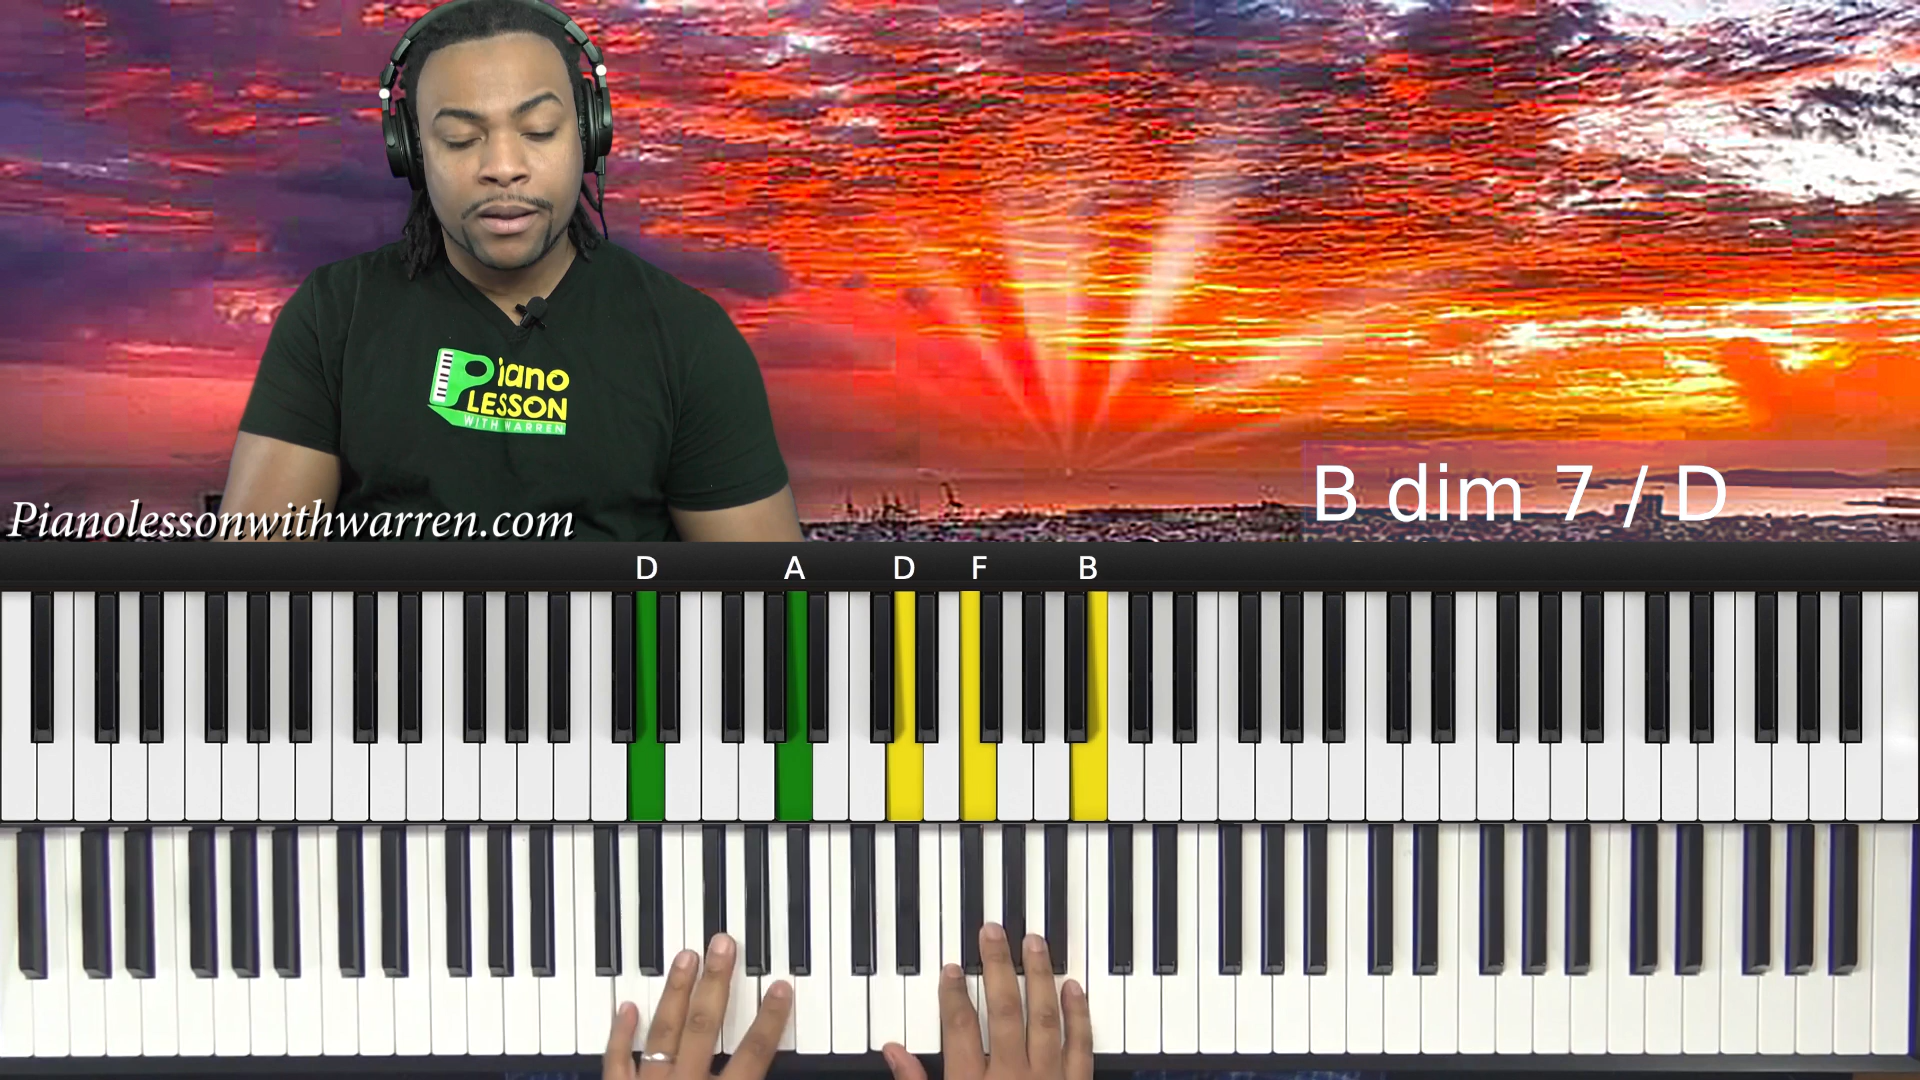 Piano
LESSON
WITH WARREN
Pianolessonwithwarren.com
B dim 7 / D
D A D F B